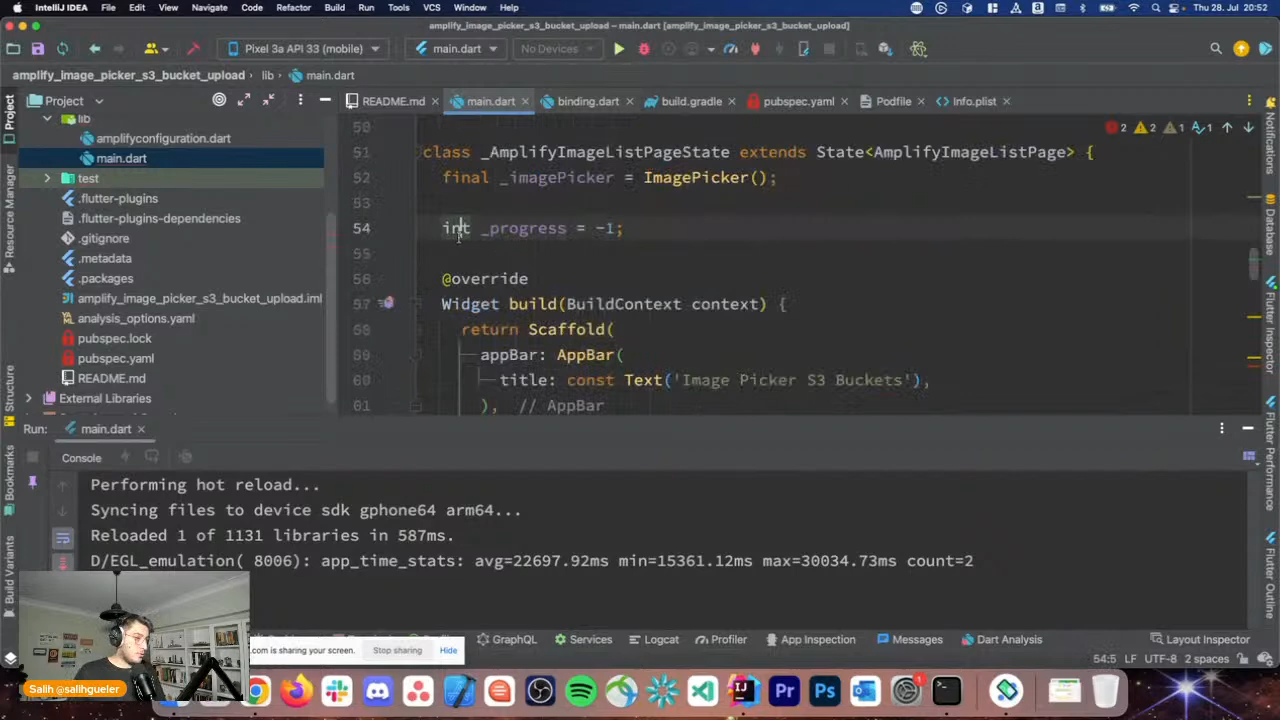 IntelliJ IDEA File Edit View Navigate Code Refactor Build Run Tools VCS Window Help Thu 28. Jul 20:52
amplify_image_picker_s3_bucket_upload – main.dart [amplify_image_picker_s3_bucket_upload]
Pixel 3a API 33 (mobile) main.dart No Devices
amplify_image_picker_s3_bucket_upload lib main.dart
Project README.md main.dart binding.dart build.gradle pubspec.yaml Podfile Info.plist
lib
amplifyconfiguration.dart
main.dart
test
.flutter-plugins
.flutter-plugins-dependencies
.gitignore
.metadata
.packages
amplify_image_picker_s3_bucket_upload.iml
analysis_options.yaml
pubspec.lock
pubspec.yaml
README.md
External Libraries
2 2 1 1
50
51 class _AmplifyImageListPageState extends State<AmplifyImageListPage> {
52 final _imagePicker = ImagePicker();
53
54 int _progress = -1;
55
56 @override
57 Widget build(BuildContext context) {
58 return Scaffold(
59 appBar: AppBar(
60 title: const Text('Image Picker S3 Buckets'),
61 ), // AppBar
Project
Resource Manager
Structure
Bookmarks
Build Variants
Notifications
Database
Flutter Inspector
Flutter Performance
Flutter Outline
Run: main.dart
Console
Performing hot reload...
Syncing files to device sdk gphone64 arm64...
Reloaded 1 of 1131 libraries in 587ms.
D/EGL_emulation( 8006): app_time_stats: avg=22697.92ms min=15361.12ms max=30034.73ms count=2
GraphQL Services Logcat Profiler App Inspection Messages Dart Analysis Layout Inspector
.com is sharing your screen. Stop sharing Hide
54:5 LF UTF-8 2 spaces
Salih @salihgueler
1